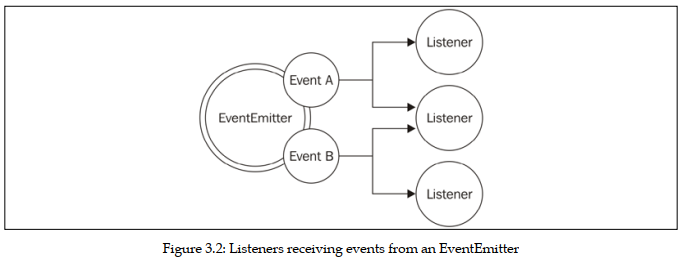 Listener
Event A
EventEmitter
Listener
Event B
Listener
Figure 3.2: Listeners receiving events from an EventEmitter